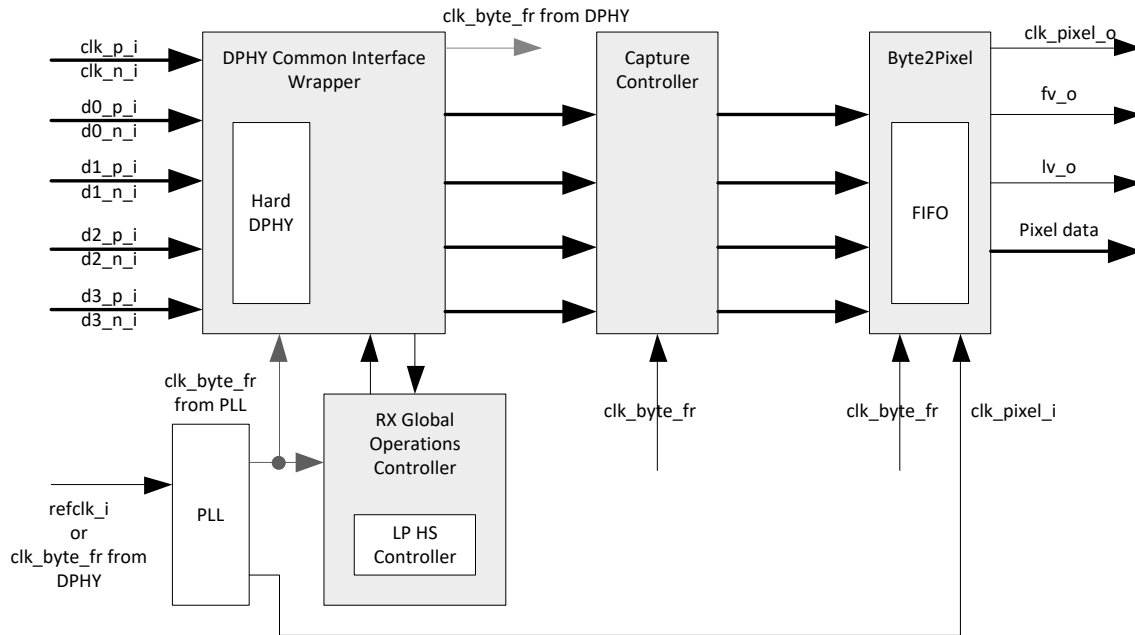 clk_byte_fr from DPHY
clk_p_i
clk_n_i
d0_p_i
d0_n_i
d1_p_i
d1_n_i
d2_p_i
d2_n_i
d3_p_i
d3_n_i
DPHY Common Interface
Wrapper
Hard
DPHY
Capture
Controller
Byte2Pixel
FIFO
clk_pixel_o
fv_o
lv_o
Pixel data
clk_byte_fr
from PLL
RX Global
Operations
Controller
LP HS
Controller
clk_byte_fr
clk_byte_fr
clk_pixel_i
PLL
refclk_i
or
clk_byte_fr from
DPHY